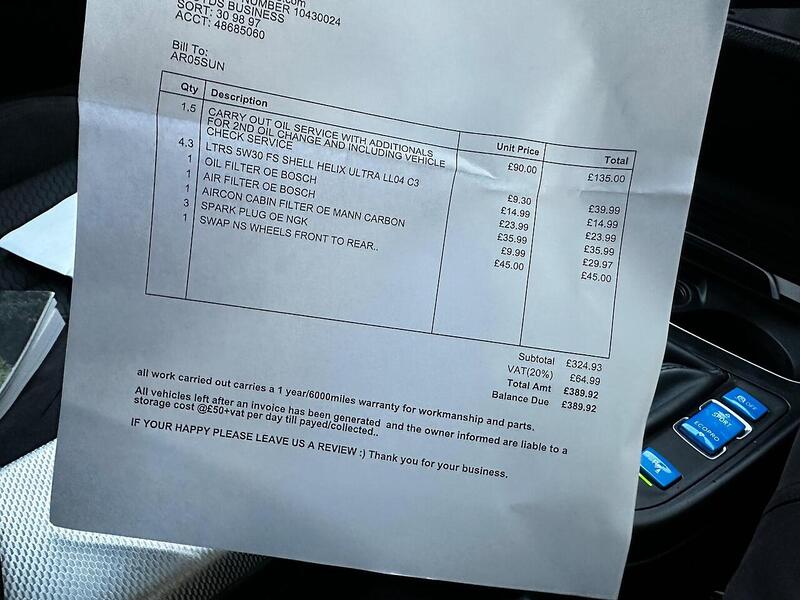 NUMBER 10430024
BUSINESS
SORT: 30 98 97
ACCT: 48685060
Bill To:
AR05SUN
Qty Description Unit Price Total
1.5 CARRY OUT OIL SERVICE WITH ADDITIONALS FOR 2ND OIL CHANGE AND INCLUDING VEHICLE CHECK SERVICE £90.00 £135.00
4.3 LTRS 5W30 FS SHELL HELIX ULTRA LL04 C3 £9.30 £39.99
1 OIL FILTER OE BOSCH £14.99 £14.99
1 AIR FILTER OE BOSCH £23.99 £23.99
1 AIRCON CABIN FILTER OE MANN CARBON £35.99 £35.99
3 SPARK PLUG OE NGK £9.99 £29.97
1 SWAP NS WHEELS FRONT TO REAR.. £45.00 £45.00
Subtotal £324.93
VAT(20%) £64.99
Total Amt £389.92
Balance Due £389.92
all work carried out carries a 1 year/6000miles warranty for workmanship and parts.
All vehicles left after an invoice has been generated and the owner informed are liable to a
storage cost @£50+vat per day till payed/collected..
IF YOUR HAPPY PLEASE LEAVE US A REVIEW :) Thank you for your business.
OFF
SPORT
ECOPRO